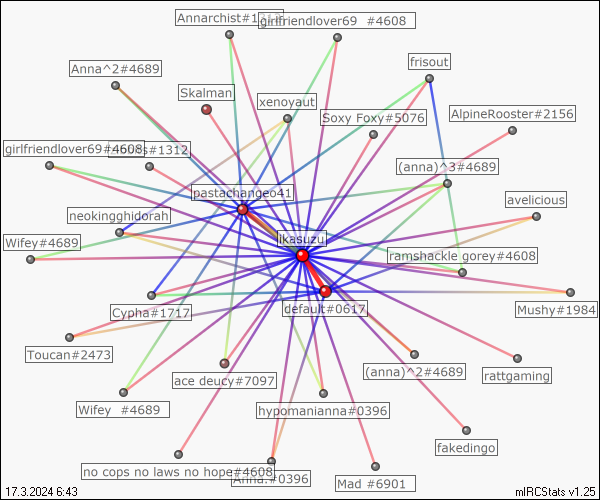 Annarchist#1312
girlfriendlover69 #4608
frisout
Anna^2#4689
Skalman
xenoyaut
Soxy Foxy#5076
AlpineRooster#2156
girlfriendlover69#4608
#1312
(anna)^3#4689
pastachangeo41
avelicious
neokingghidorah
Wifey#4689
ikasuzu
ramshackle gorey#4608
Cypha#1717
default#0617
Mushy#1984
Toucan#2473
ace deucy#7097
(anna)^2#4689
rattgaming
Wifey #4689
hypomanianna#0396
fakedingo
no cops no laws no hope#4608
Anna.#0396
Mad #6901
17.3.2024 6:43
mIRCStats v1.25